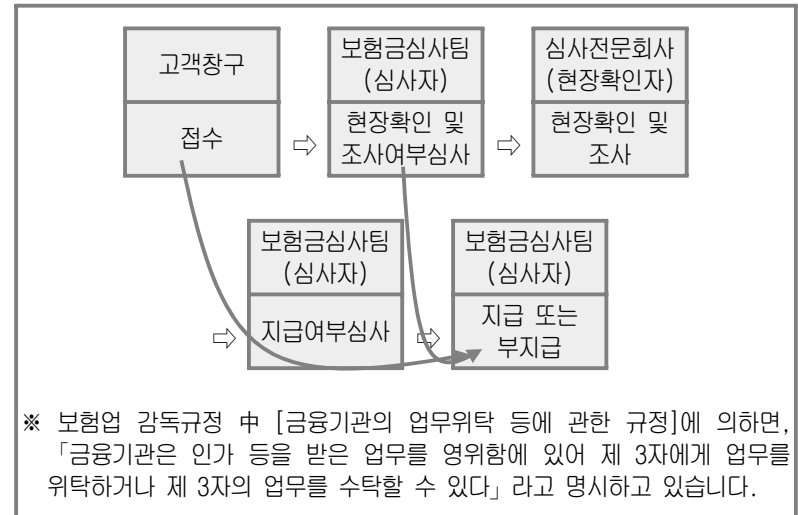 고객창구
보험금심사팀
(심사자)
심사전문회사
(현장확인자)
접수
⇨
현장확인 및
조사여부심사
⇨
현장확인 및
조사
보험금심사팀
(심사자)
보험금심사팀
(심사자)
⇨
지급여부심사
⇨
지급 또는
부지급
※ 보험업 감독규정 中 [금융기관의 업무위탁 등에 관한 규정]에 의하면,
「금융기관은 인가 등을 받은 업무를 영위함에 있어 제 3자에게 업무를
위탁하거나 제 3자의 업무를 수탁할 수 있다」라고 명시하고 있습니다.